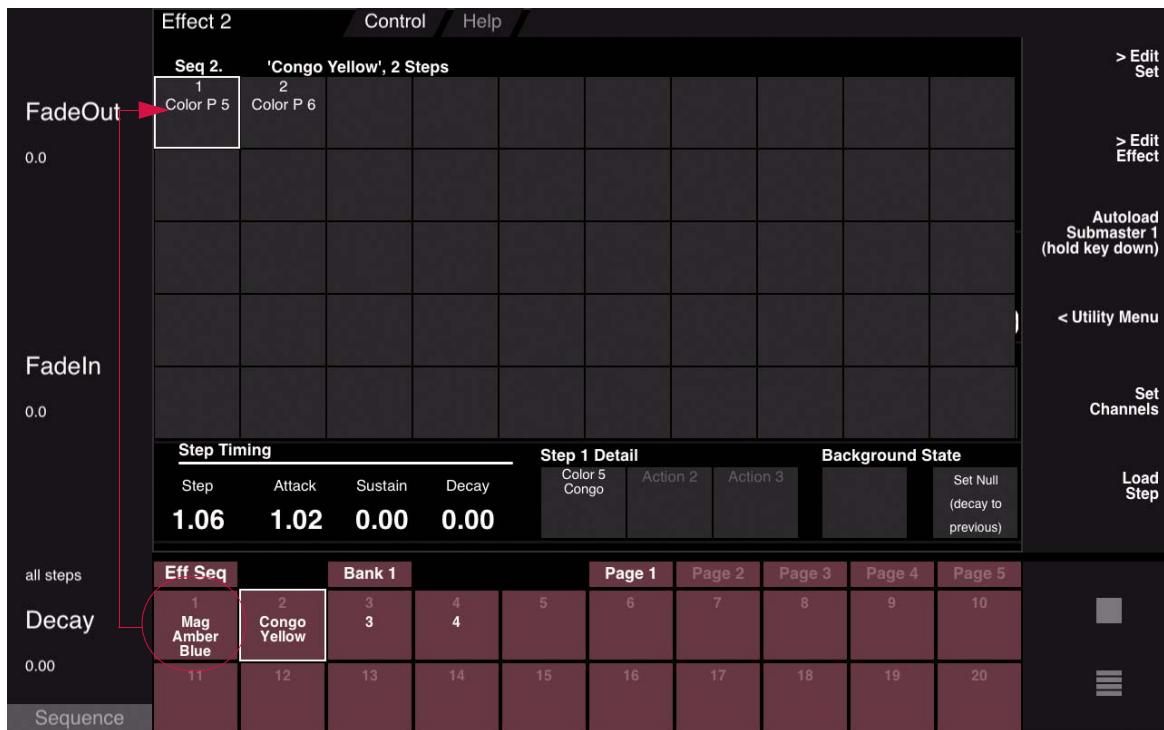 Effect 2 Control Help
Seq 2. 'Congo Yellow', 2 Steps
1 2
Color P 5 Color P 6
FadeOut
0.0
FadeIn
0.0
> Edit
Set
> Edit
Effect
Autoload
Submaster 1
(hold key down)
< Utility Menu
Set
Channels
Load
Step
Step Timing
Step Attack Sustain Decay
1.06 1.02 0.00 0.00
Step 1 Detail
Color 5
Congo
Action 2 Action 3
Background State
Set Null
(decay to
previous)
all steps
Decay
0.00
Sequence
Eff Seq Bank 1 Page 1 Page 2 Page 3 Page 4 Page 5
1 2 3 4 5 6 7 8 9 10
Mag
Amber
Blue
Congo
Yellow
3 4
11 12 13 14 15 16 17 18 19 20